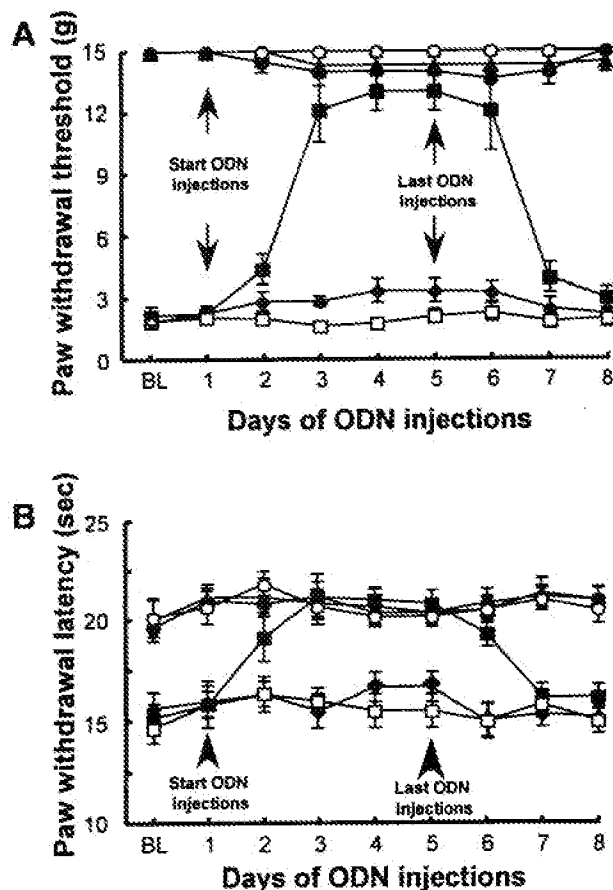 A
Paw withdrawal threshold (g)
15
12
9
6
3
0
Start ODN
injections
Last ODN
injections
BL 1 2 3 4 5 6 7 8
Days of ODN injections
B
Paw withdrawal latency (sec)
25
20
15
10
Start ODN
injections
Last ODN
injections
BL 1 2 3 4 5 6 7 8
Days of ODN injections